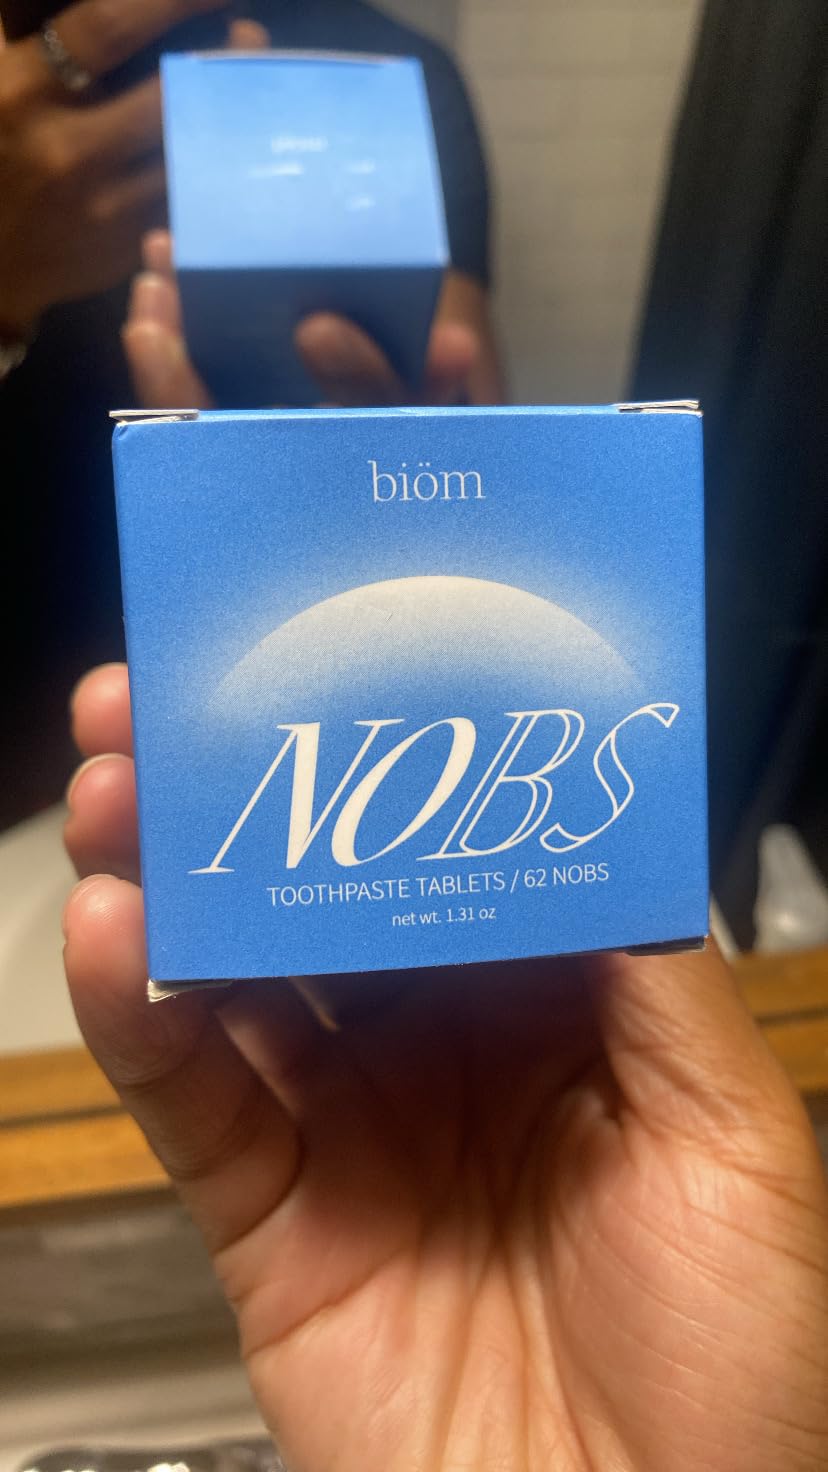 biöm
NOBS
TOOTHPASTE TABLETS / 62 NOBS
net wt. 1.31 oz